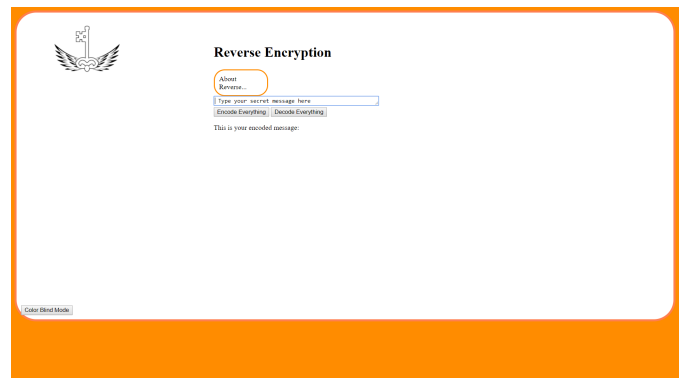 Reverse Encryption
About
Reverse...
Type your secret message here
Encode Everything Decode Everything
This is your encoded message:
Color Blind Mode